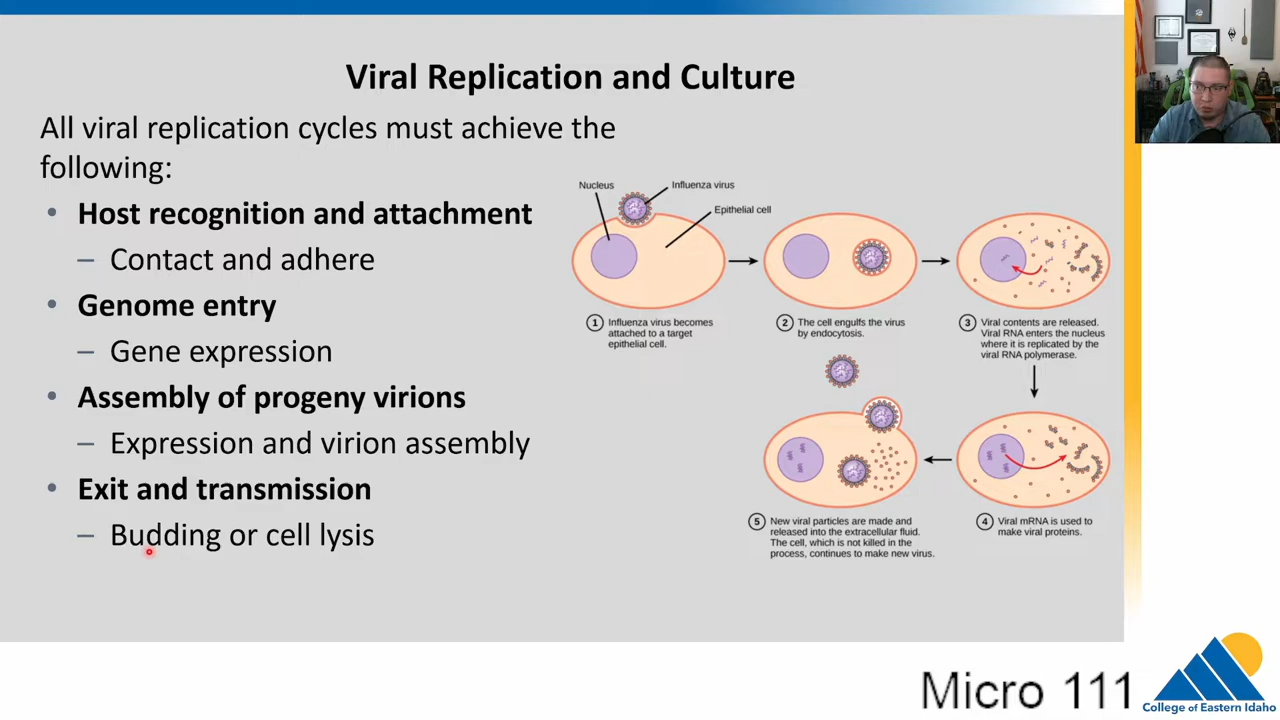 Viral Replication and Culture
All viral replication cycles must achieve the
following:
• Host recognition and attachment
– Contact and adhere
• Genome entry
– Gene expression
• Assembly of progeny virions
– Expression and virion assembly
• Exit and transmission
– Budding or cell lysis
Nucleus
Influenza virus
Epithelial cell
1 Influenza virus becomes
attached to a target
epithelial cell.
2 The cell engulfs the virus
by endocytosis.
3 Viral contents are released.
Viral RNA enters the nucleus
where it is replicated by the
viral RNA polymerase.
4 Viral mRNA is used to
make viral proteins.
5 New viral particles are made and
released into the extracellular fluid.
The cell, which is not killed in the
process, continues to make new virus.
Micro 111
College of Eastern Idaho